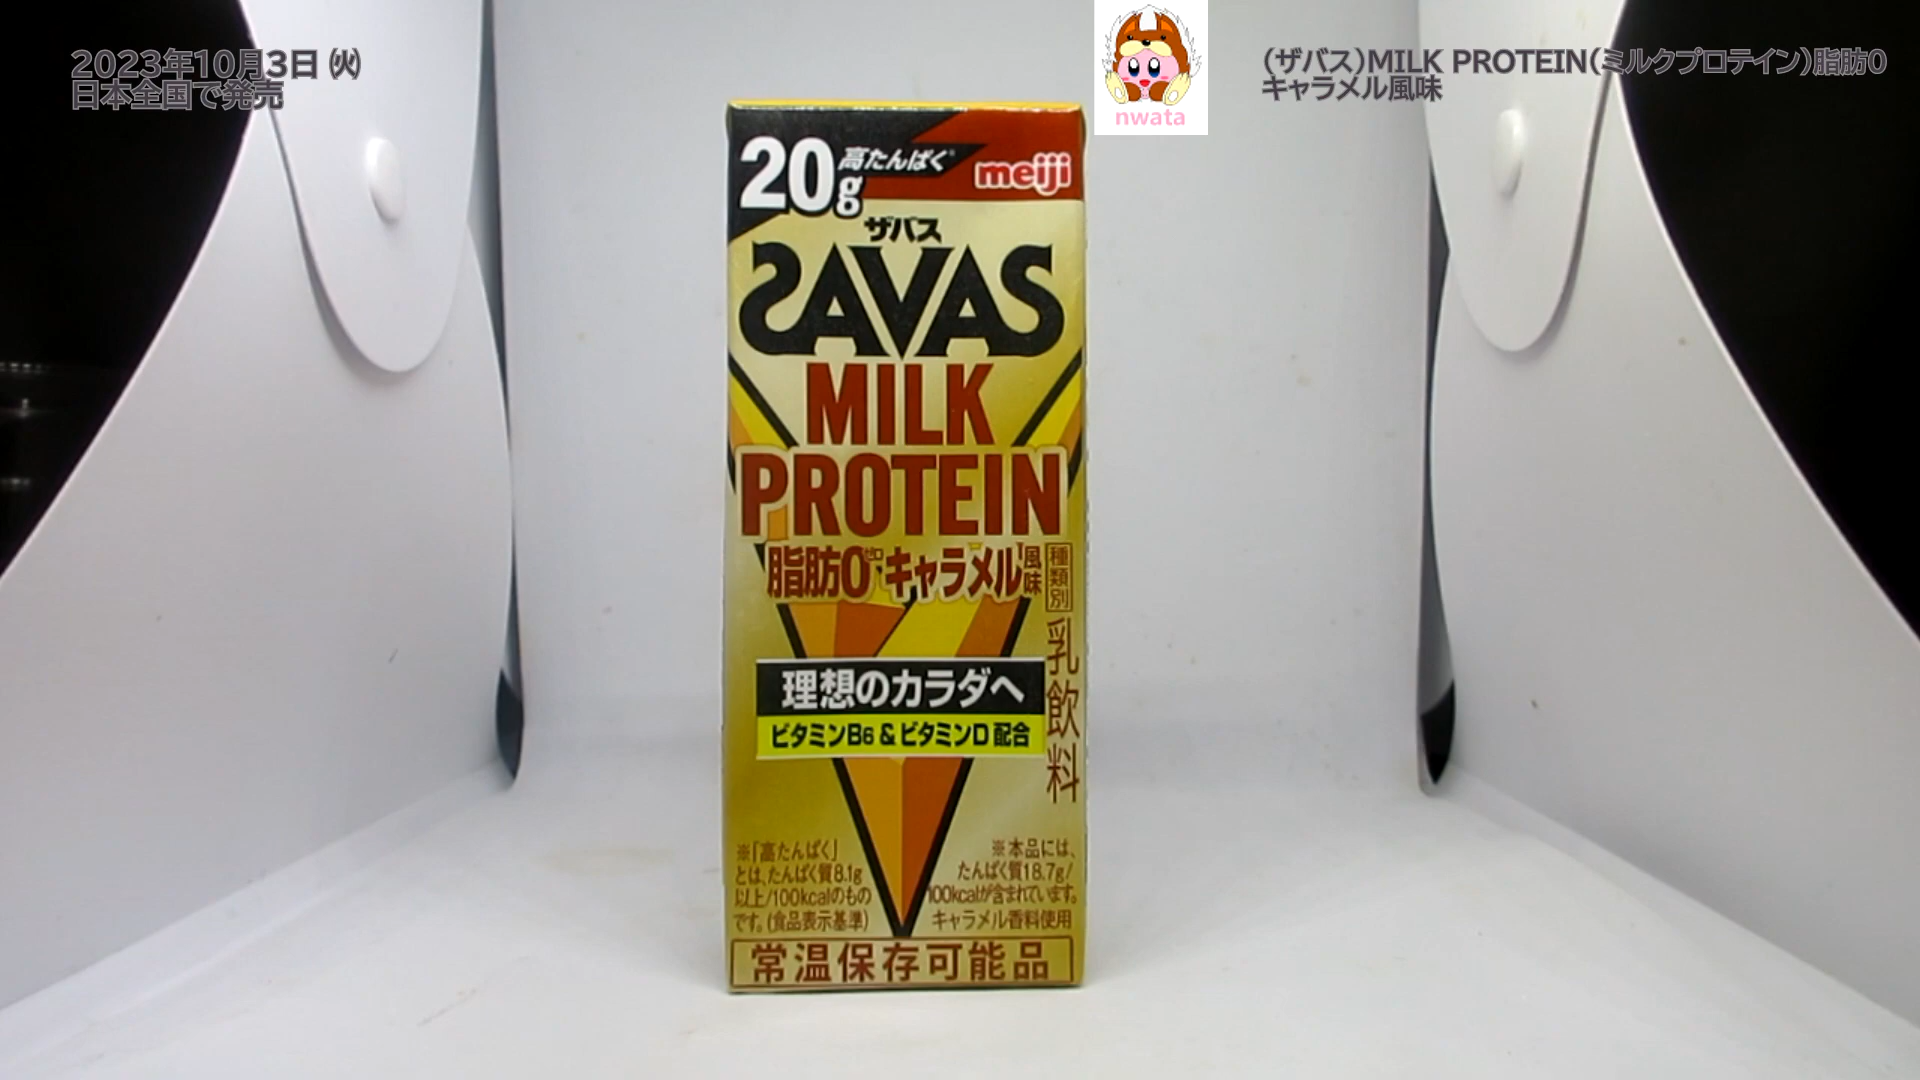 2023年10月3日 ㈫
日本全国で発売
nwata
（ザバス）MILK PROTEIN（ミルクプロテイン）脂肪0
キャラメル風味
20g
高たんぱく※
meiji
ザバス
SAVAS
MILK
PROTEIN
脂肪0ゼロ キャラメル風味
種類別
乳飲料
理想のカラダへ
ビタミンB6 & ビタミンD 配合
※「高たんぱく」
とは、たんぱく質8.1g
以上/100kcalのもの
です。(食品表示基準)
※本品には、
たんぱく質18.7g/
100kcalが含まれています。
キャラメル香料使用
常温保存可能品